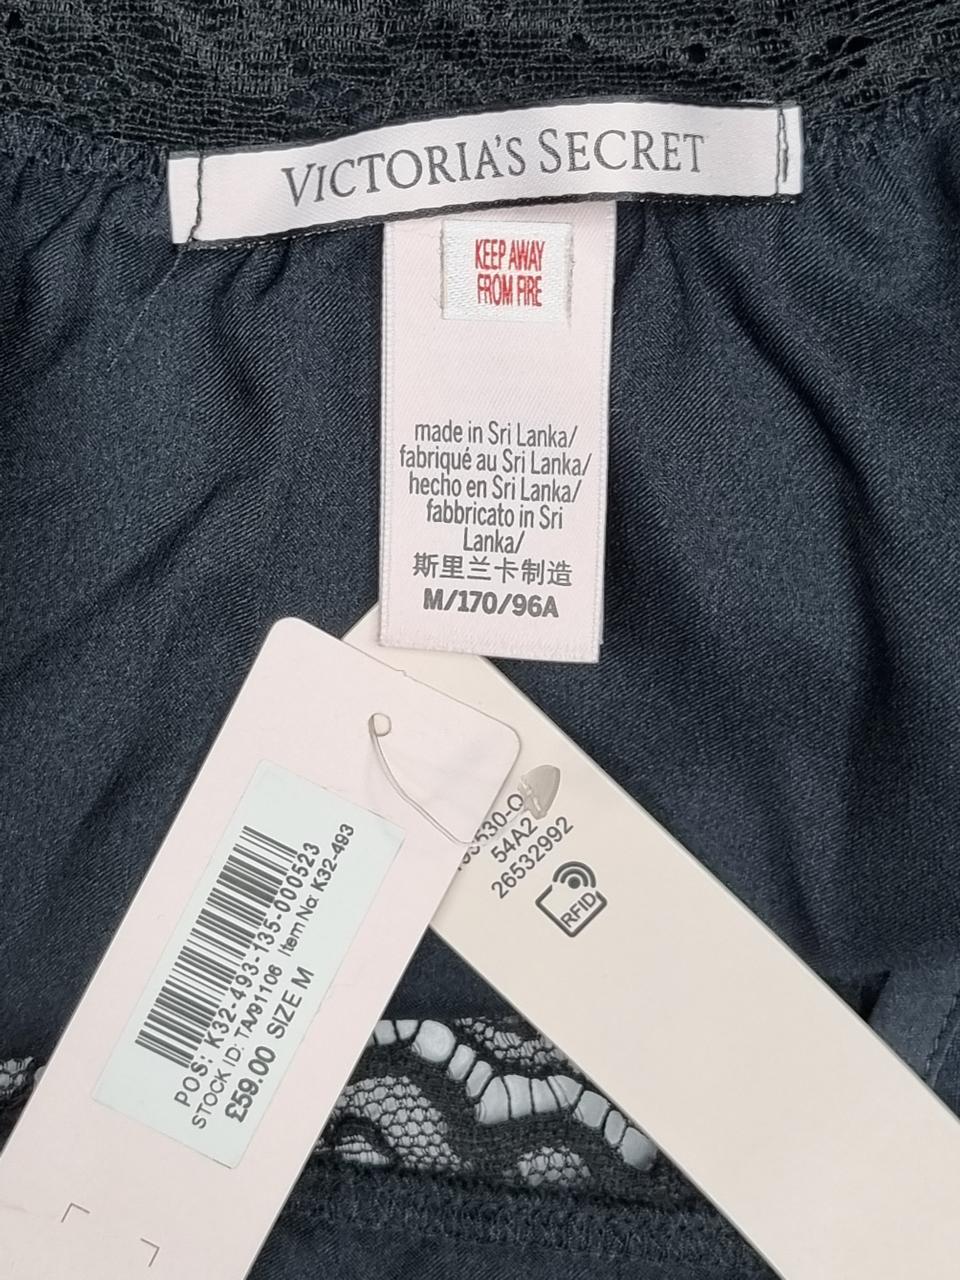 VICTORIA'S SECRET
KEEP AWAY
FROM FIRE
made in Sri Lanka/
fabriqué au Sri Lanka/
hecho en Sri Lanka/
fabbricato in Sri
Lanka/
斯里兰卡制造
M/170/96A
POS: K32-493-135-000523
STOCK ID: TA/91106 Item No: K32-493
£59.00 SIZE M
54A2
26532992
RFID